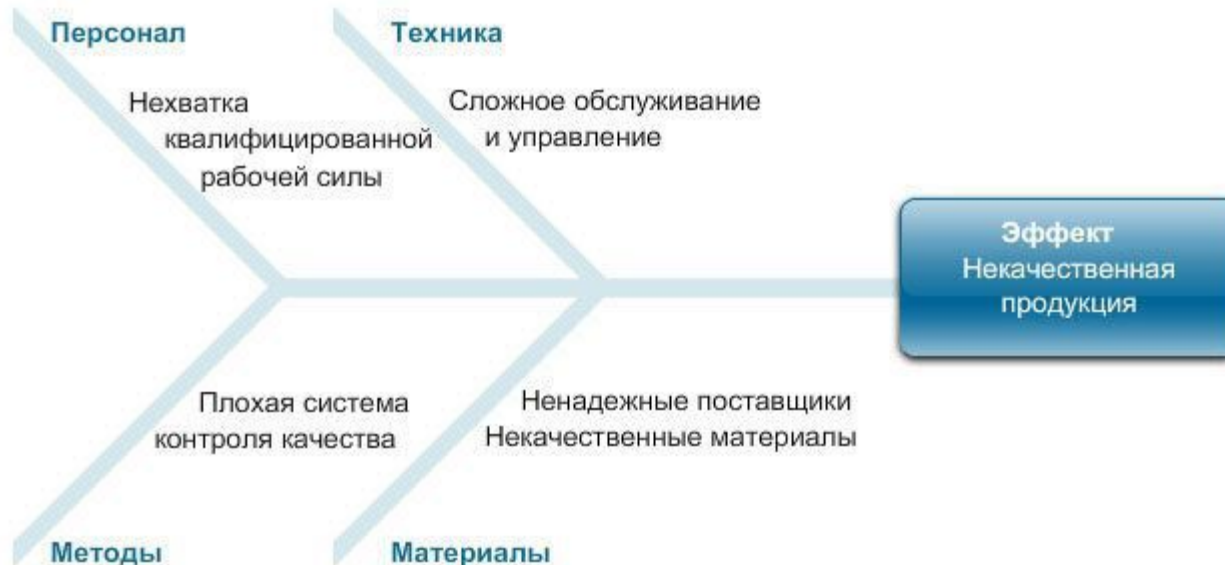 Персонал
Нехватка
квалифицированной
рабочей силы
Техника
Сложное обслуживание
и управление
Эффект
Некачественная
продукция
Плохая система
контроля качества
Методы
Ненадежные поставщики
Некачественные материалы
Материалы